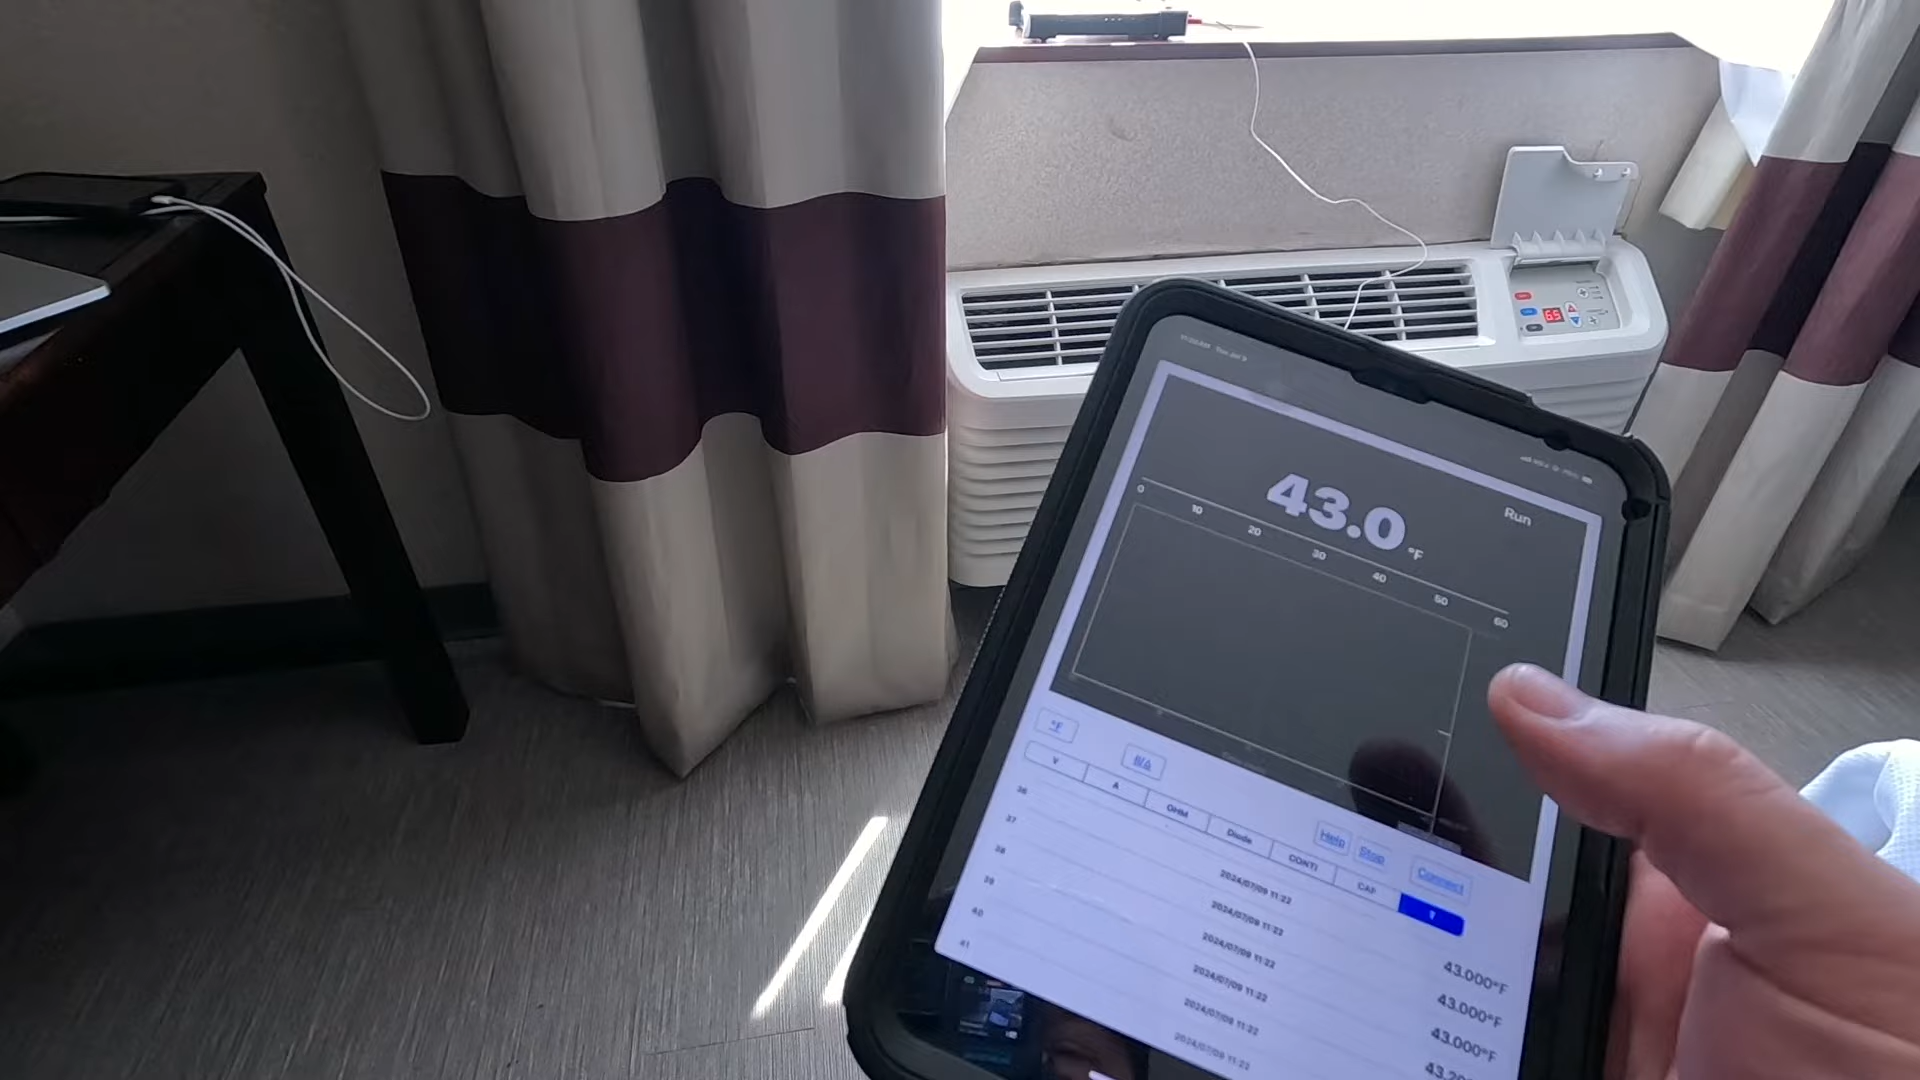 65
43.0 °F
Run
0 10 20 30 40 50 60
°F
N/A
V A OHM Diode CONTI CAP T
Help Stop Connect
36 2024/07/09 11:22 43.000°F
37 2024/07/09 11:22 43.000°F
38 2024/07/09 11:22 43.000°F
39 2024/07/09 11:22
40 2024/07/09 11:22
41 2024/07/09 11:22